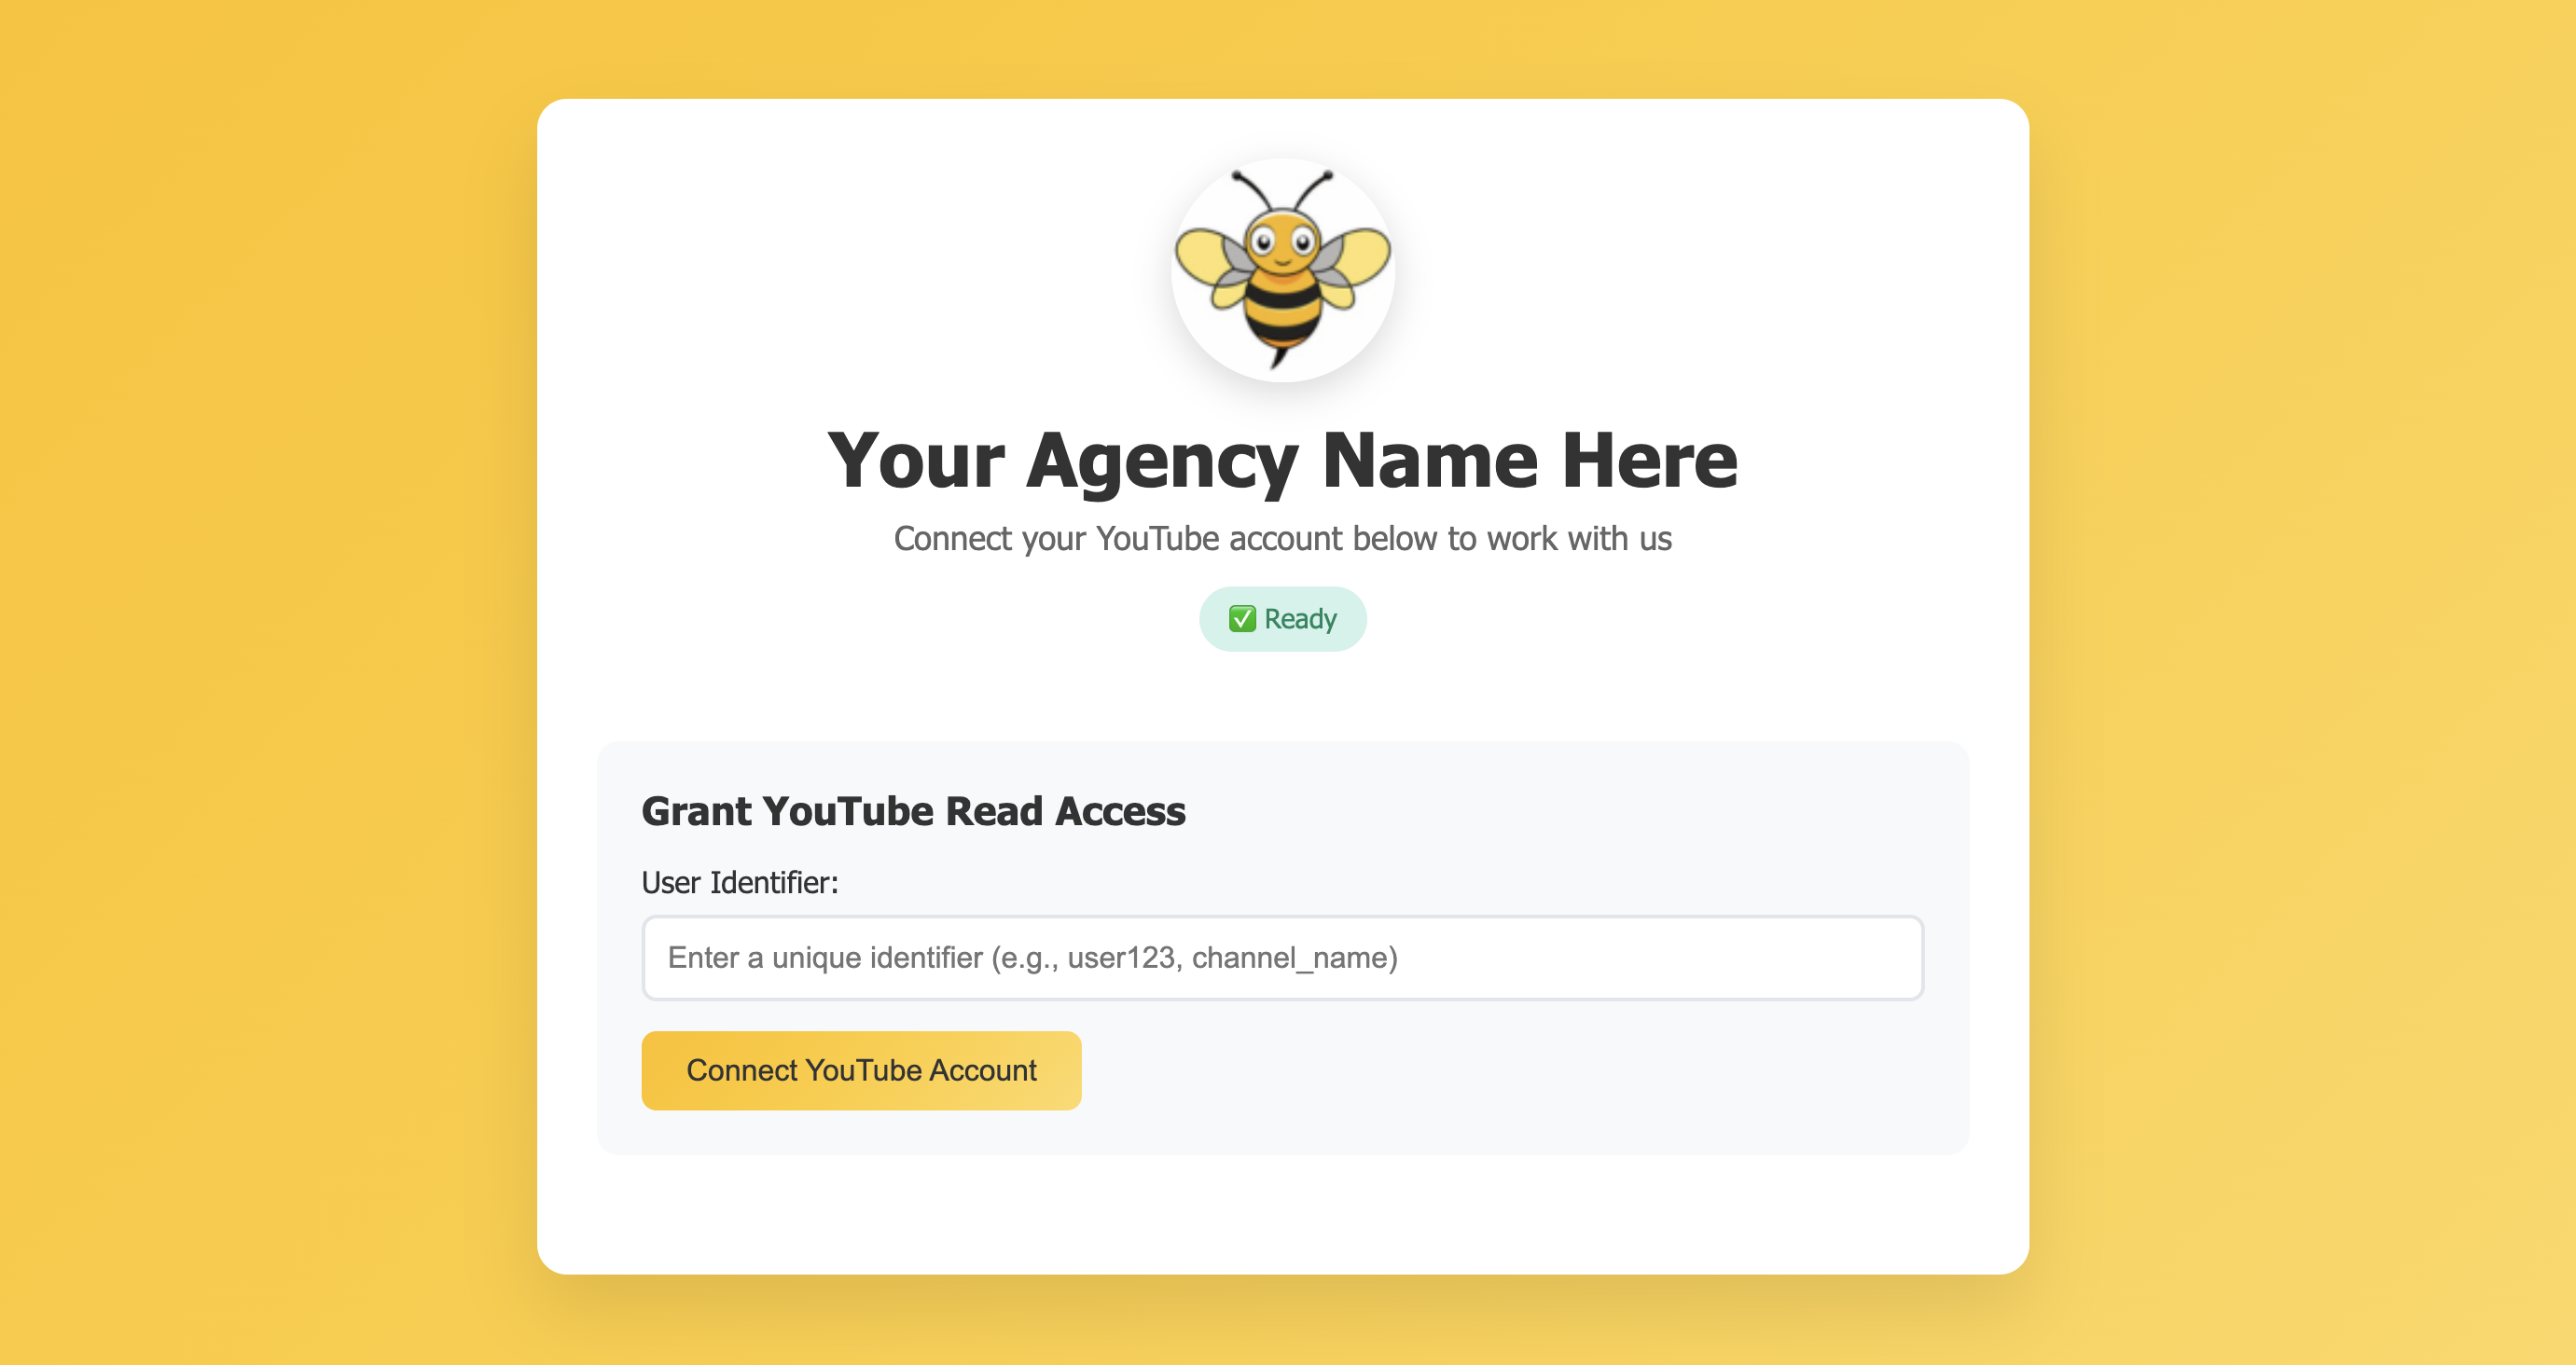 Your Agency Name Here
Connect your YouTube account below to work with us
✅ Ready
Grant YouTube Read Access
User Identifier:
Enter a unique identifier (e.g., user123, channel_name)
Connect YouTube Account